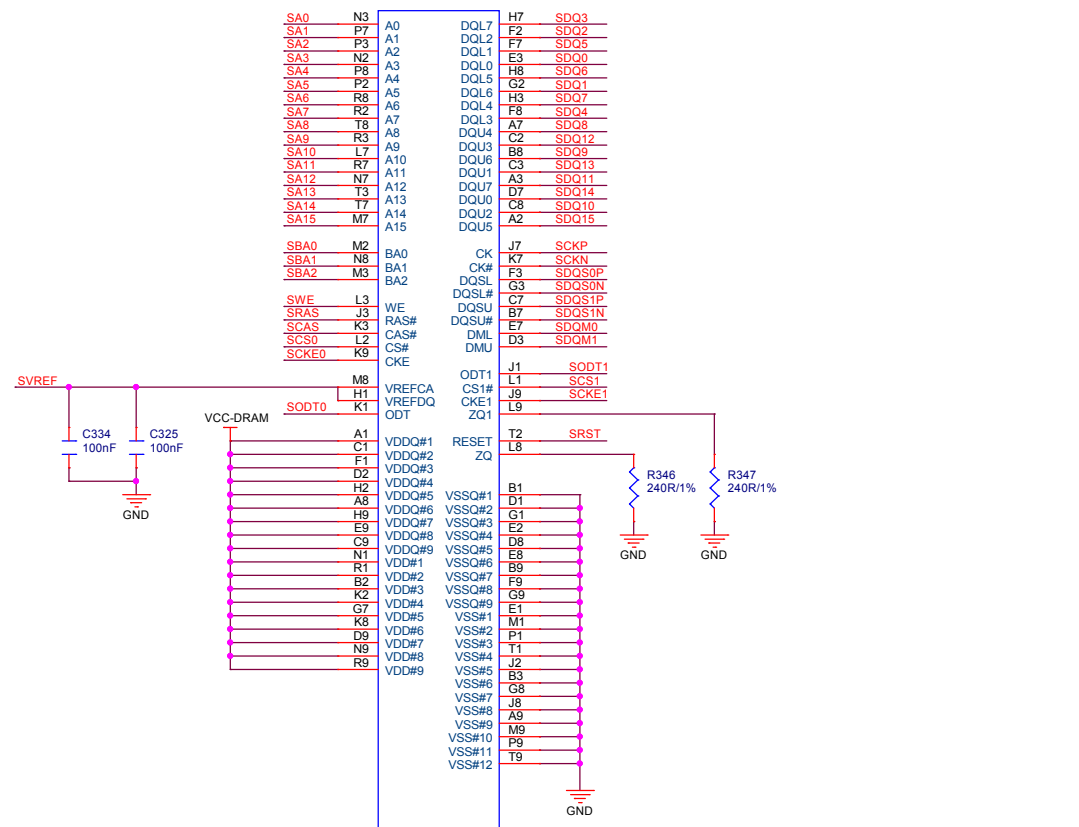 SA0 N3 A0 DQL7 H7 SDQ3
SA1 P7 A1 DQL2 F2 SDQ2
SA2 P3 A2 DQL1 F7 SDQ5
SA3 N2 A3 DQL0 E3 SDQ0
SA4 P8 A4 DQL5 H8 SDQ6
SA5 P2 A5 DQL6 G2 SDQ1
SA6 R8 A6 DQL4 H3 SDQ7
SA7 R2 A7 DQL3 F8 SDQ4
SA8 T8 A8 DQU4 A7 SDQ8
SA9 R3 A9 DQU3 C2 SDQ12
SA10 L7 A10 DQU6 B8 SDQ9
SA11 R7 A11 DQU1 C3 SDQ13
SA12 N7 A12 DQU7 A3 SDQ11
SA13 T3 A13 DQU0 D7 SDQ14
SA14 T7 A14 DQU2 C8 SDQ10
SA15 M7 A15 DQU5 A2 SDQ15
SBA0 M2 BA0 CK J7 SCKP
SBA1 N8 BA1 CK# K7 SCKN
SBA2 M3 BA2 DQSL F3 SDQS0P
DQSL# G3 SDQS0N
SWE L3 WE DQSU C7 SDQS1P
SRAS J3 RAS# DQSU# B7 SDQS1N
SCAS K3 CAS# DML E7 SDQM0
SCS0 L2 CS# DMU D3 SDQM1
SCKE0 K9 CKE
ODT1 J1 SODT1
SVREF M8 VREFCA CS1# L1 SCS1
H1 VREFDQ CKE1 J9 SCKE1
SODT0 K1 ODT ZQ1 L9
VCC-DRAM
C334 100nF
C325 100nF
GND
A1 VDDQ#1 RESET T2 SRST
C1 VDDQ#2 ZQ L8
F1 VDDQ#3
D2 VDDQ#4
R346 240R/1%
R347 240R/1%
GND
GND
H2 VDDQ#5 VSSQ#1 B1
A8 VDDQ#6 VSSQ#2 D1
H9 VDDQ#7 VSSQ#3 G1
E9 VDDQ#8 VSSQ#4 E2
C9 VDDQ#9 VSSQ#5 D8
N1 VDD#1 VSSQ#6 E8
R1 VDD#2 VSSQ#7 B9
B2 VDD#3 VSSQ#8 F9
K2 VDD#4 VSSQ#9 G9
G7 VDD#5 VSS#1 E1
K8 VDD#6 VSS#2 M1
D9 VDD#7 VSS#3 P1
N9 VDD#8 VSS#4 T1
R9 VDD#9 VSS#5 J2
VSS#6 B3
VSS#7 G8
VSS#8 J8
VSS#9 A9
VSS#10 M9
VSS#11 P9
VSS#12 T9
GND